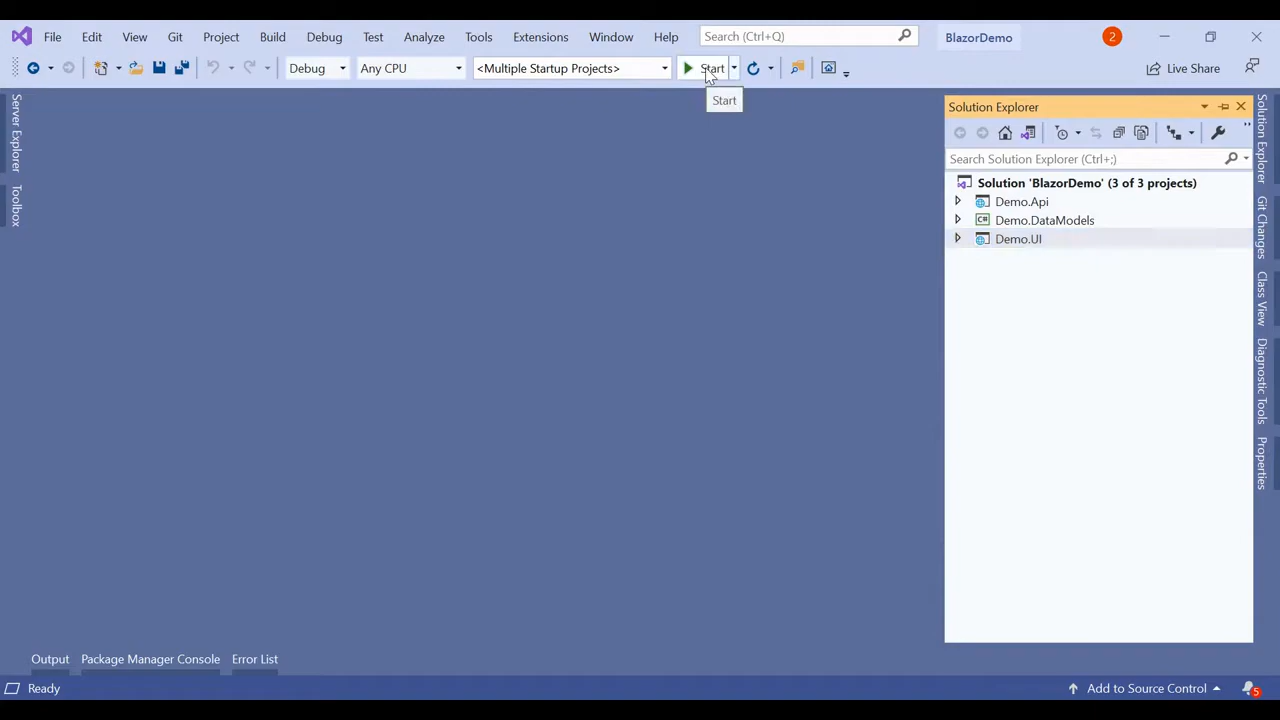 File Edit View Git Project Build Debug Test Analyze Tools Extensions Window Help Search (Ctrl+Q) BlazorDemo 2
Debug Any CPU <Multiple Startup Projects> Start Live Share
Start
Server Explorer
Toolbox
Solution Explorer
Search Solution Explorer (Ctrl+;)
Solution 'BlazorDemo' (3 of 3 projects)
Demo.Api
C# Demo.DataModels
Demo.UI
Solution Explorer
Git Changes
Class View
Diagnostic Tools
Properties
Output Package Manager Console Error List
Ready Add to Source Control 5